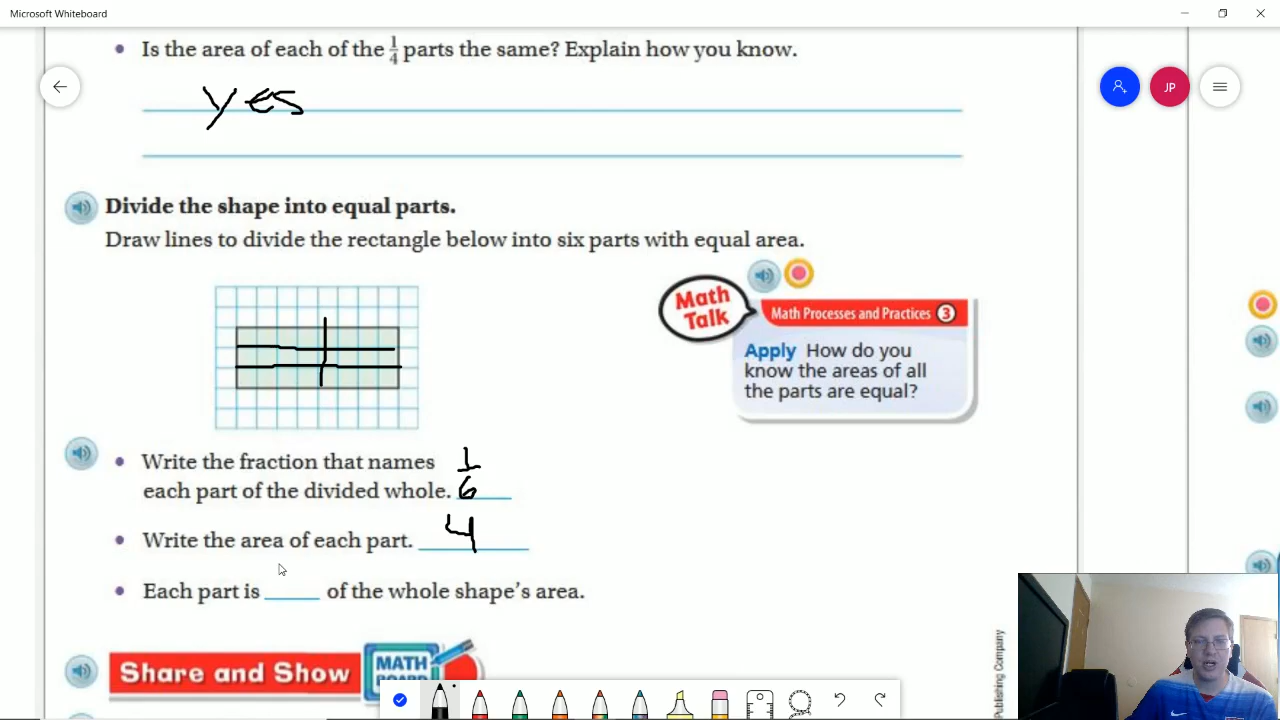 Microsoft Whiteboard
• Is the area of each of the 1/4 parts the same? Explain how you know.
yes
JP
Divide the shape into equal parts.
Draw lines to divide the rectangle below into six parts with equal area.
Math
Talk
Math Processes and Practices 3
Apply How do you
know the areas of all
the parts are equal?
• Write the fraction that names
each part of the divided whole. 1/6
• Write the area of each part. 4
• Each part is ____ of the whole shape's area.
Share and Show
MATH
BOARD
Publishing Company